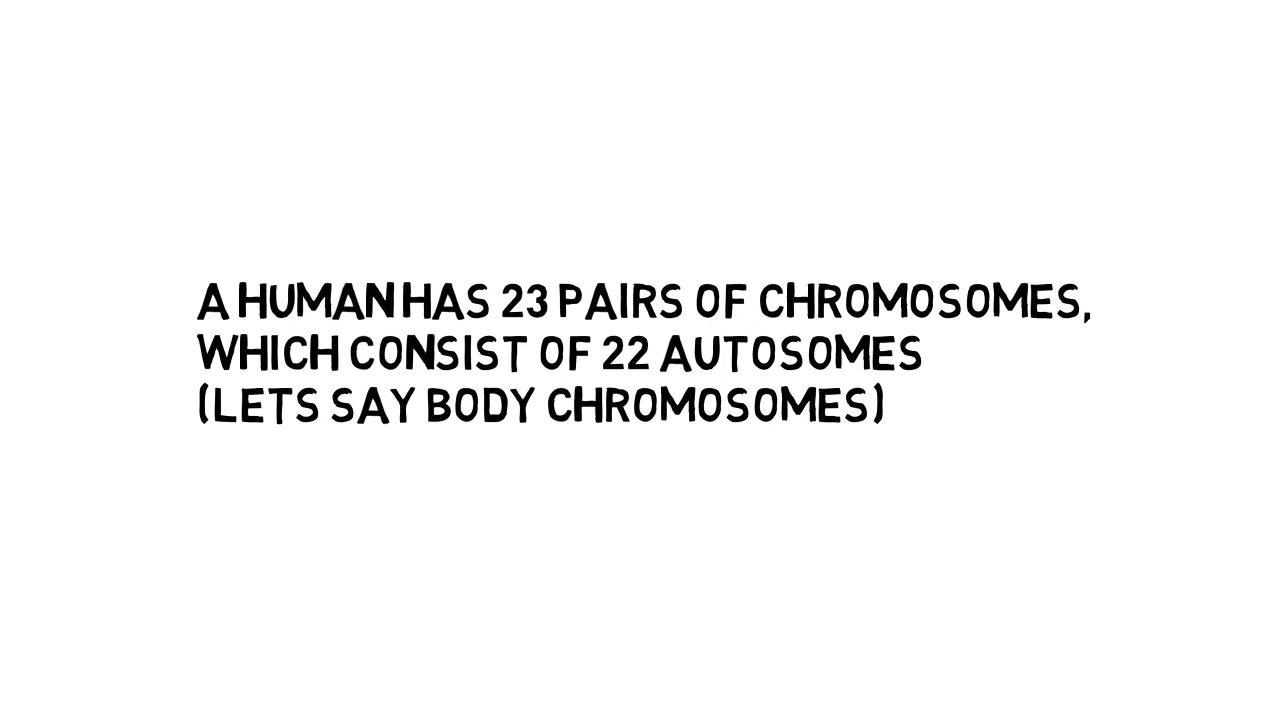 A HUMAN HAS 23 PAIRS OF CHROMOSOMES,
WHICH CONSIST OF 22 AUTOSOMES
(LETS SAY BODY CHROMOSOMES)